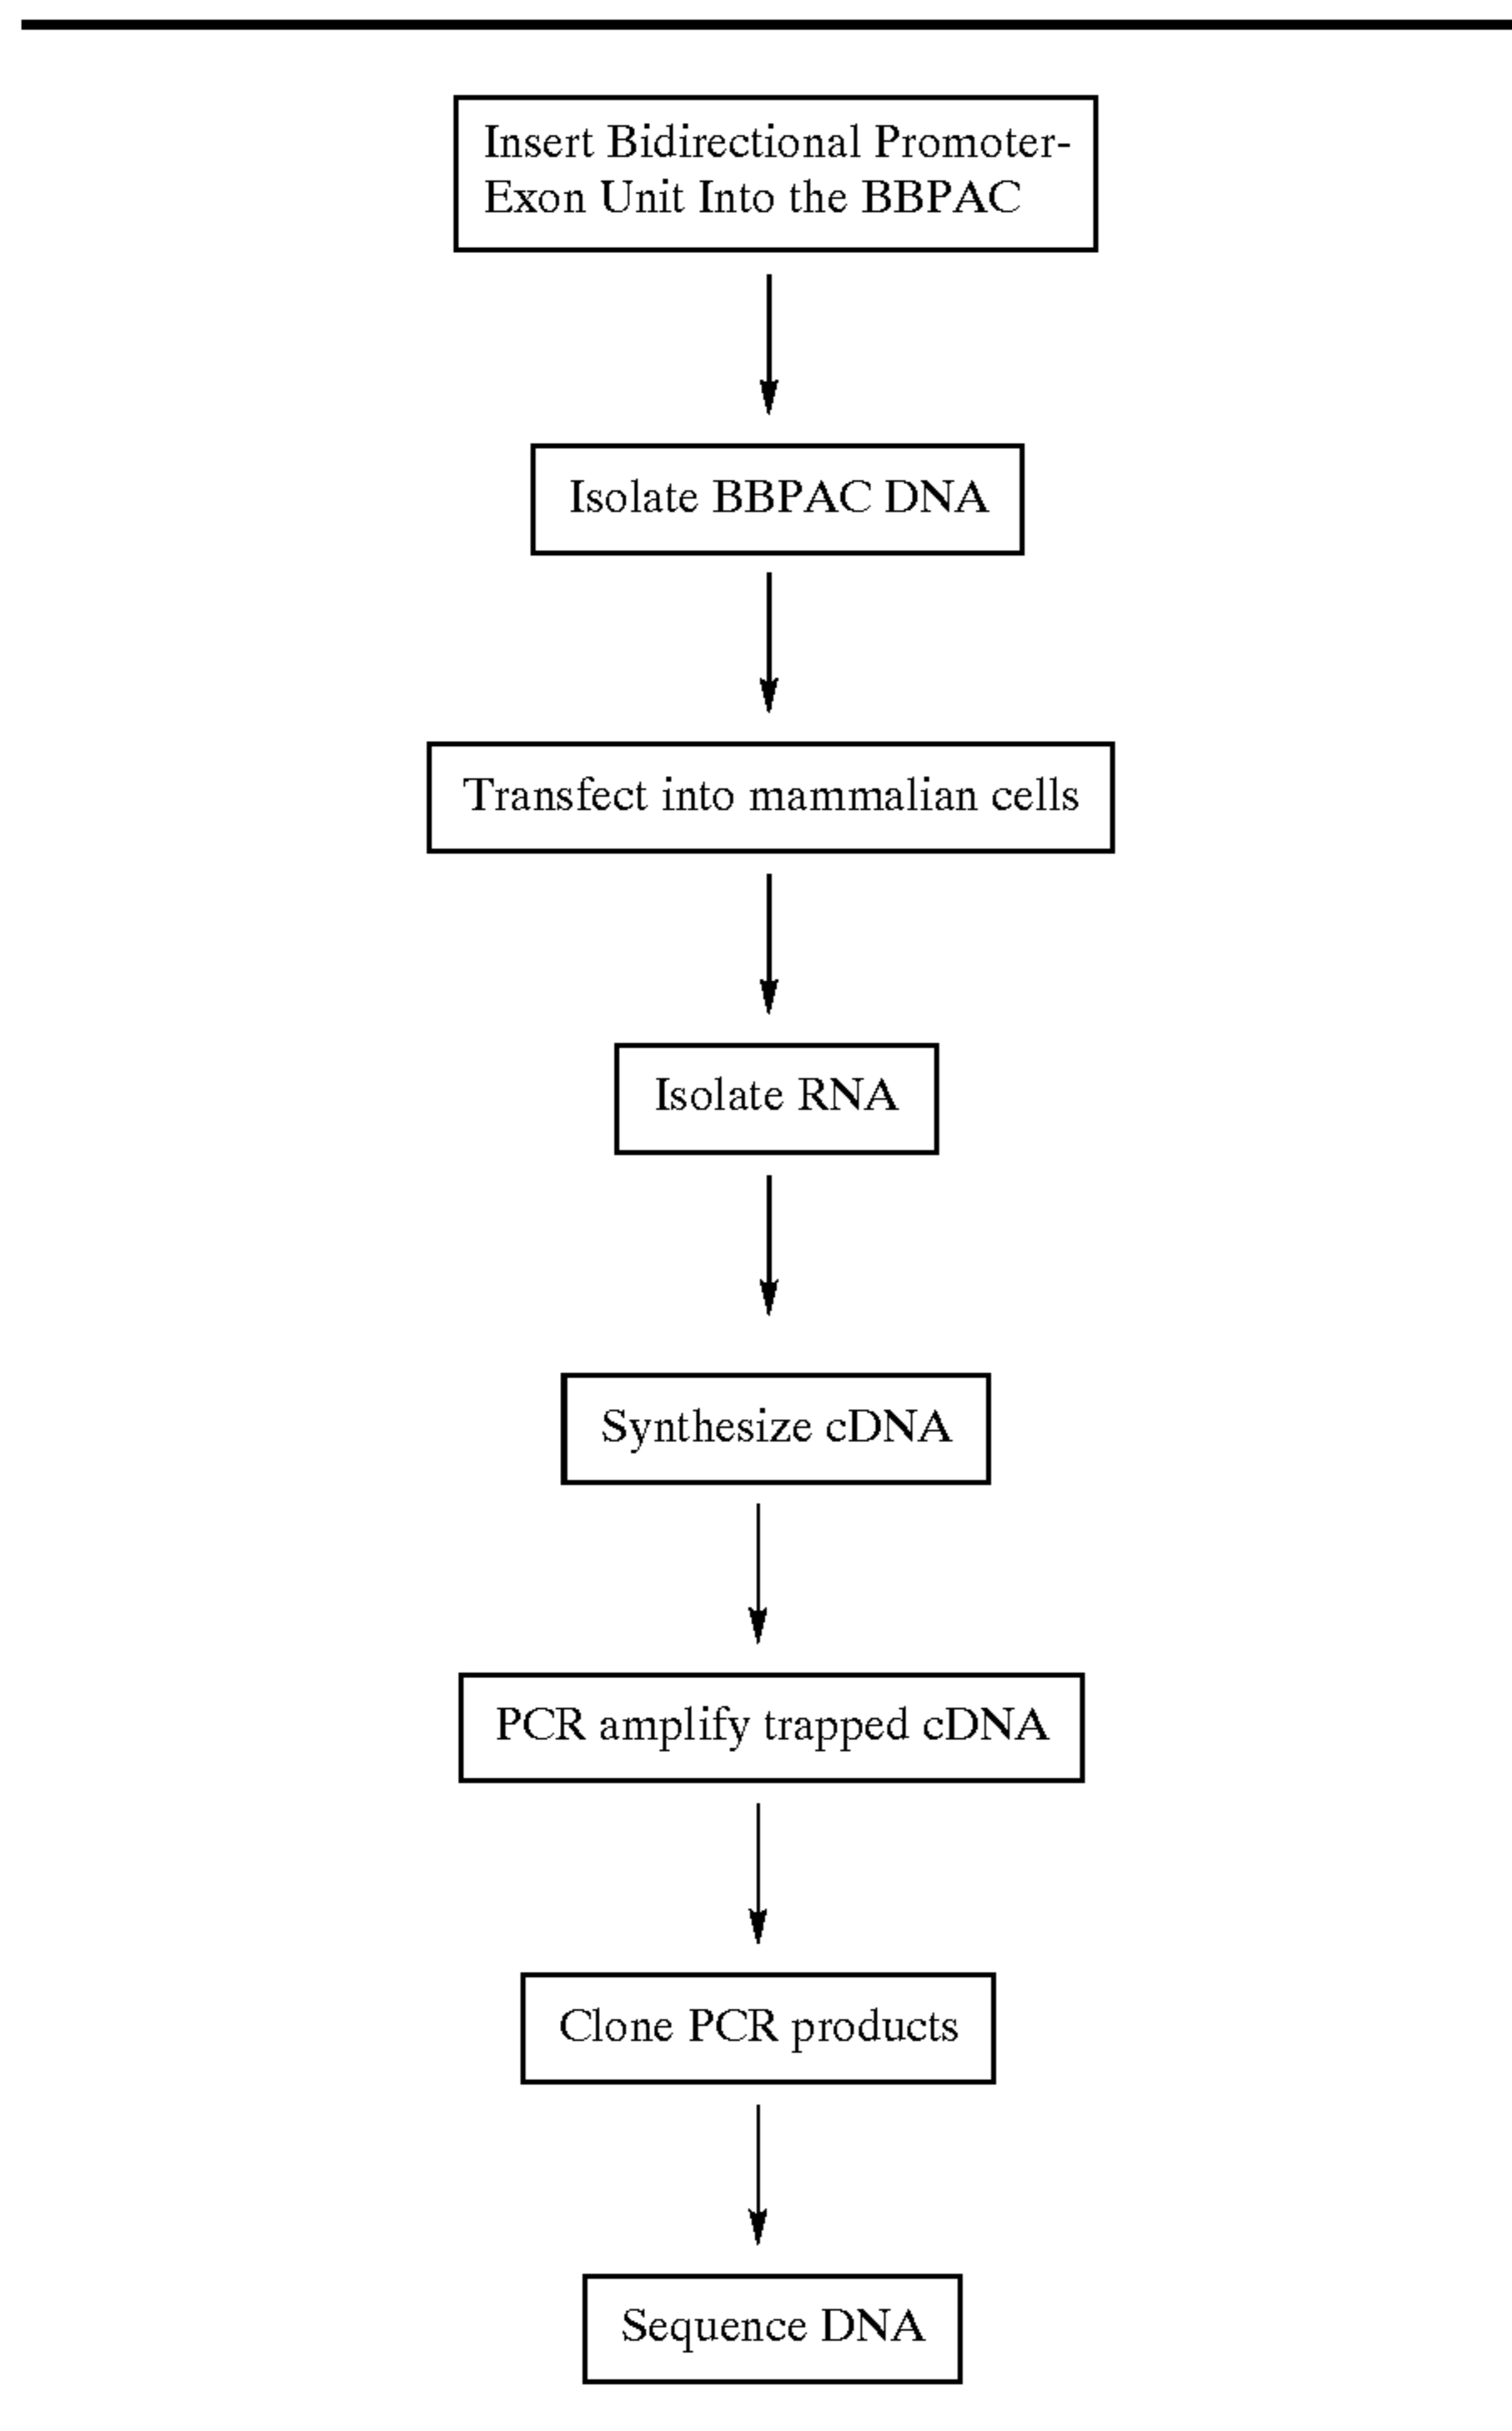 Insert Bidirectional Promoter-
Exon Unit Into the BBPAC
Isolate BBPAC DNA
Transfect into mammalian cells
Isolate RNA
Synthesize cDNA
PCR amplify trapped cDNA
Clone PCR products
Sequence DNA